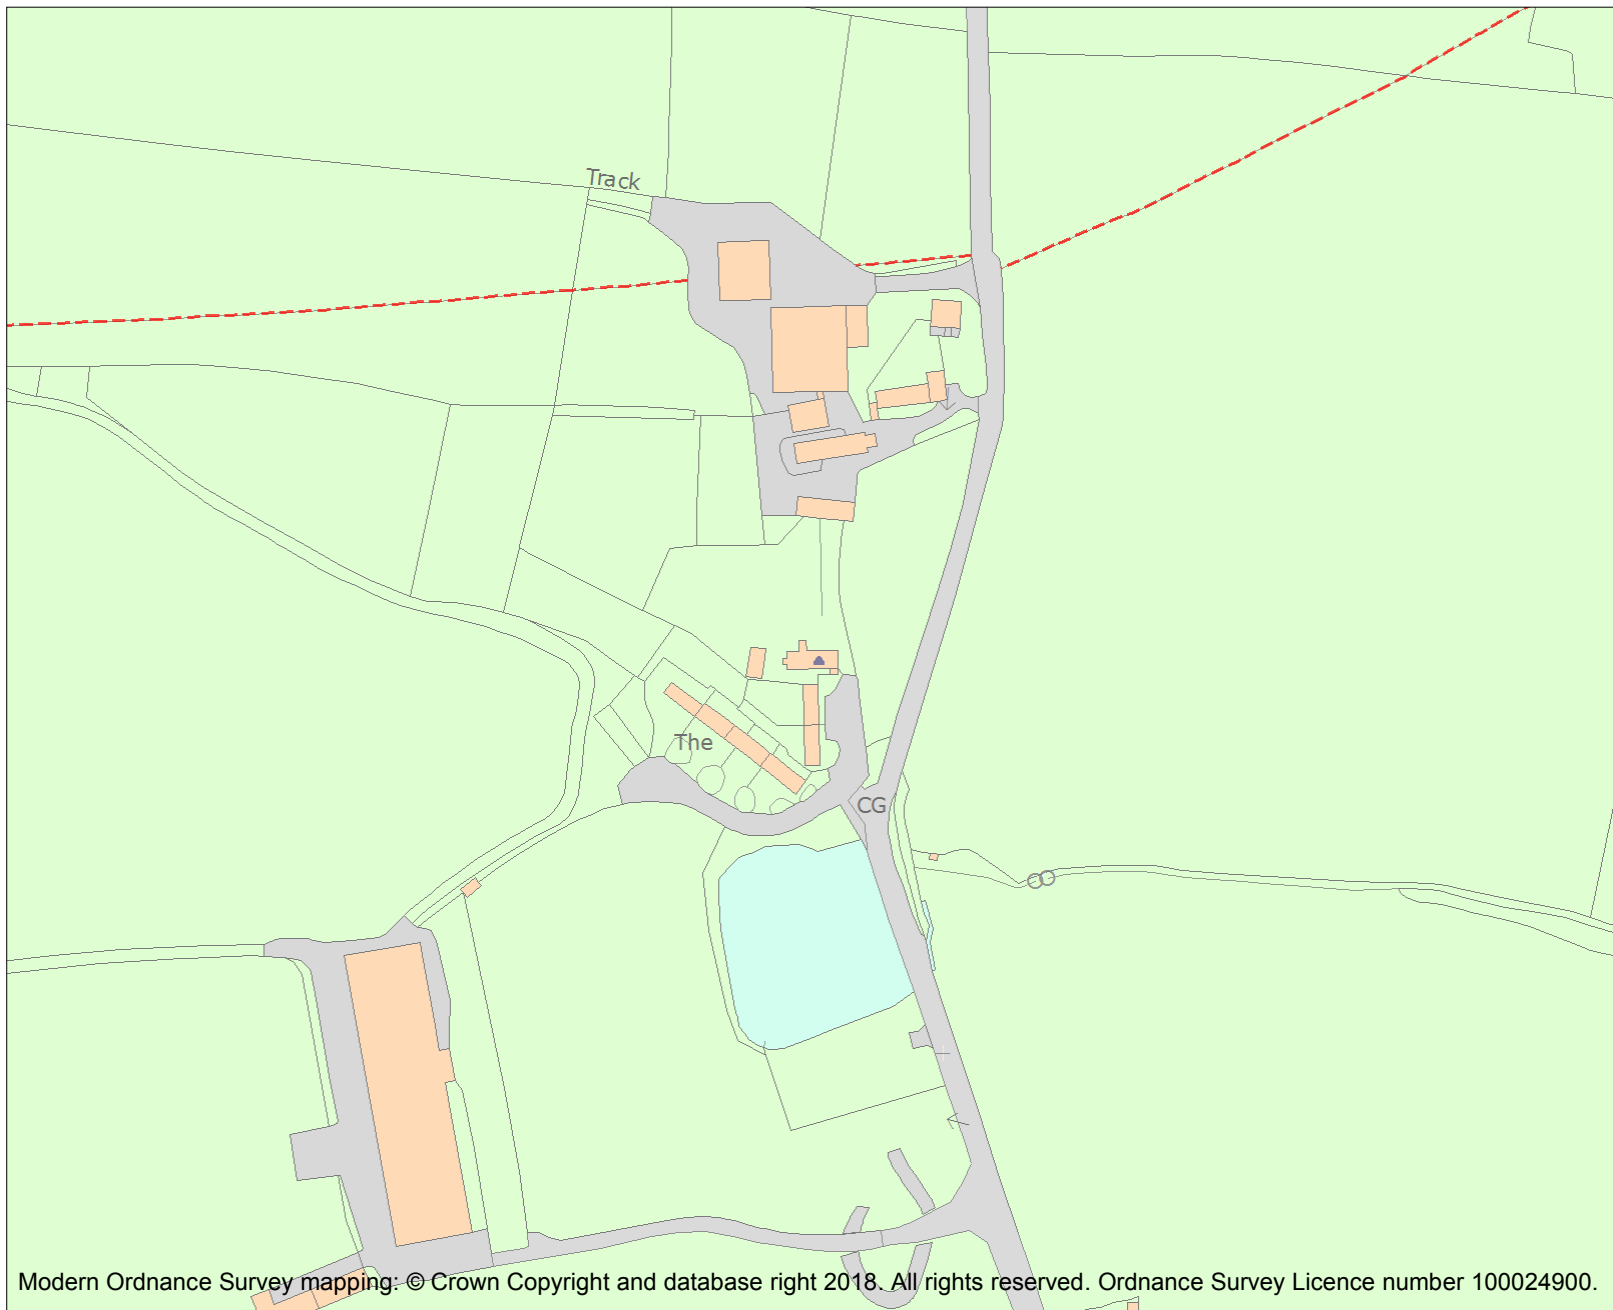 Track
The
CG
Modern Ordnance Survey mapping: © Crown Copyright and database right 2018. All rights reserved. Ordnance Survey Licence number 100024900.